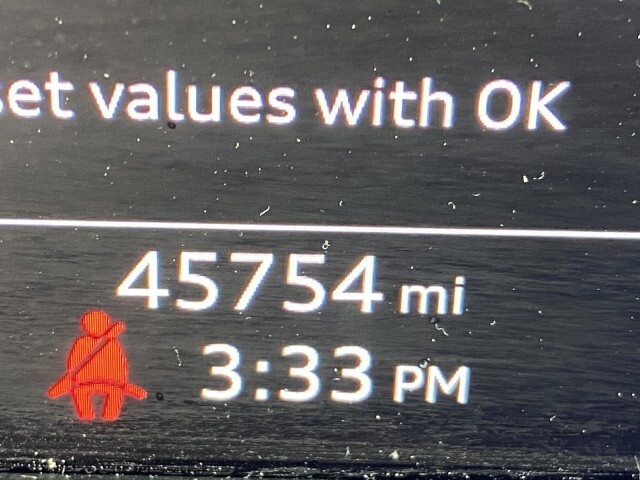 set values with OK
45754 mi
3:33 PM